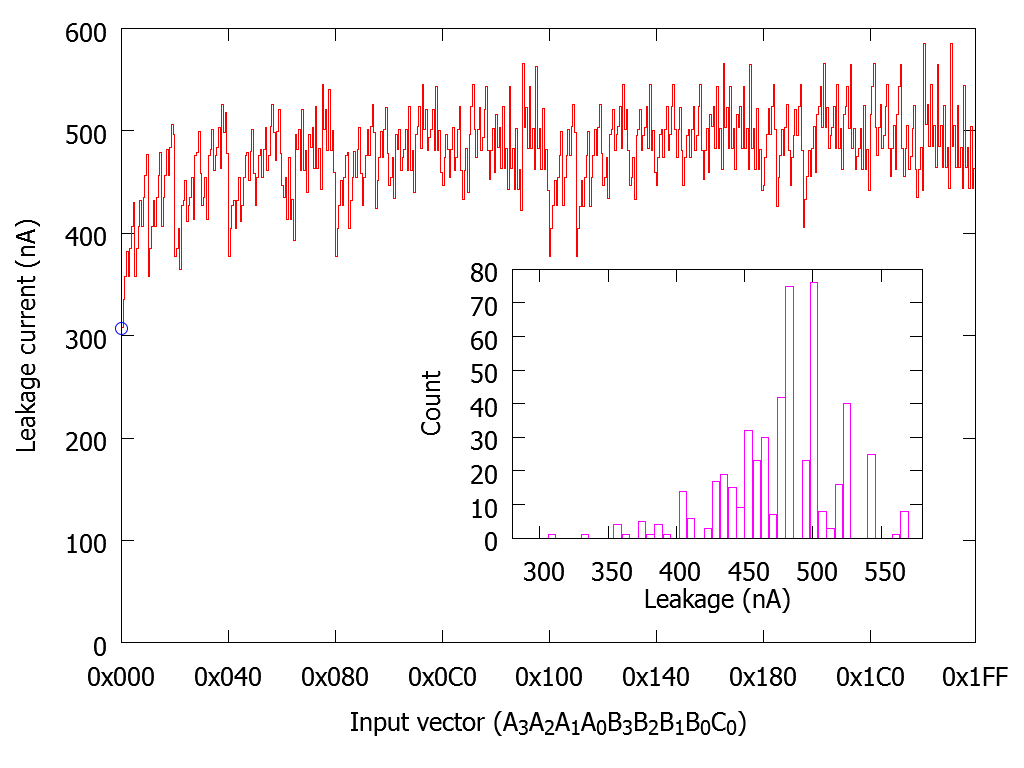 600
500
400
300
200
100
0
Leakage current (nA)
0x000 0x040 0x080 0x0C0 0x100 0x140 0x180 0x1C0 0x1FF
Input vector (A₃A₂A₁A₀B₃B₂B₁B₀C₀)
80
70
60
50
40
30
20
10
0
Count
300 350 400 450 500 550
Leakage (nA)